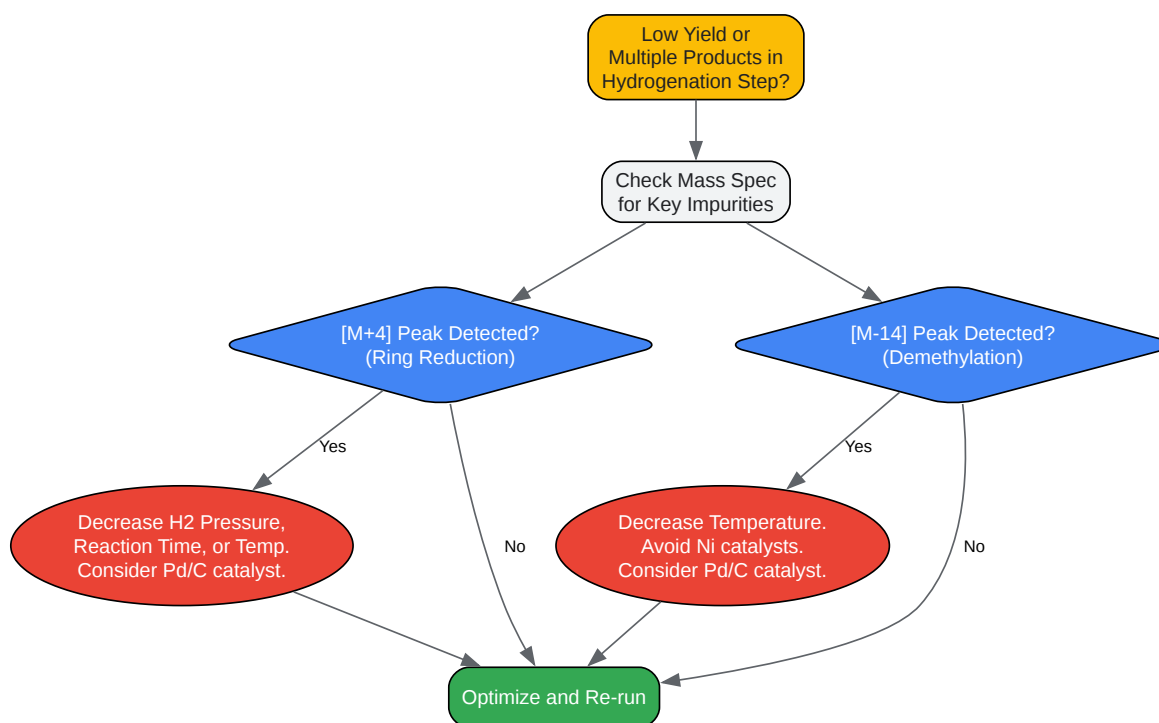 Low Yield or
Multiple Products in
Hydrogenation Step?
Check Mass Spec
for Key Impurities
[M+4] Peak Detected?
(Ring Reduction)
[M-14] Peak Detected?
(Demethylation)
Yes
Yes
Decrease H2 Pressure,
Reaction Time, or Temp.
Consider Pd/C catalyst.
No
Decrease Temperature.
Avoid Ni catalysts.
Consider Pd/C catalyst.
No
Optimize and Re-run